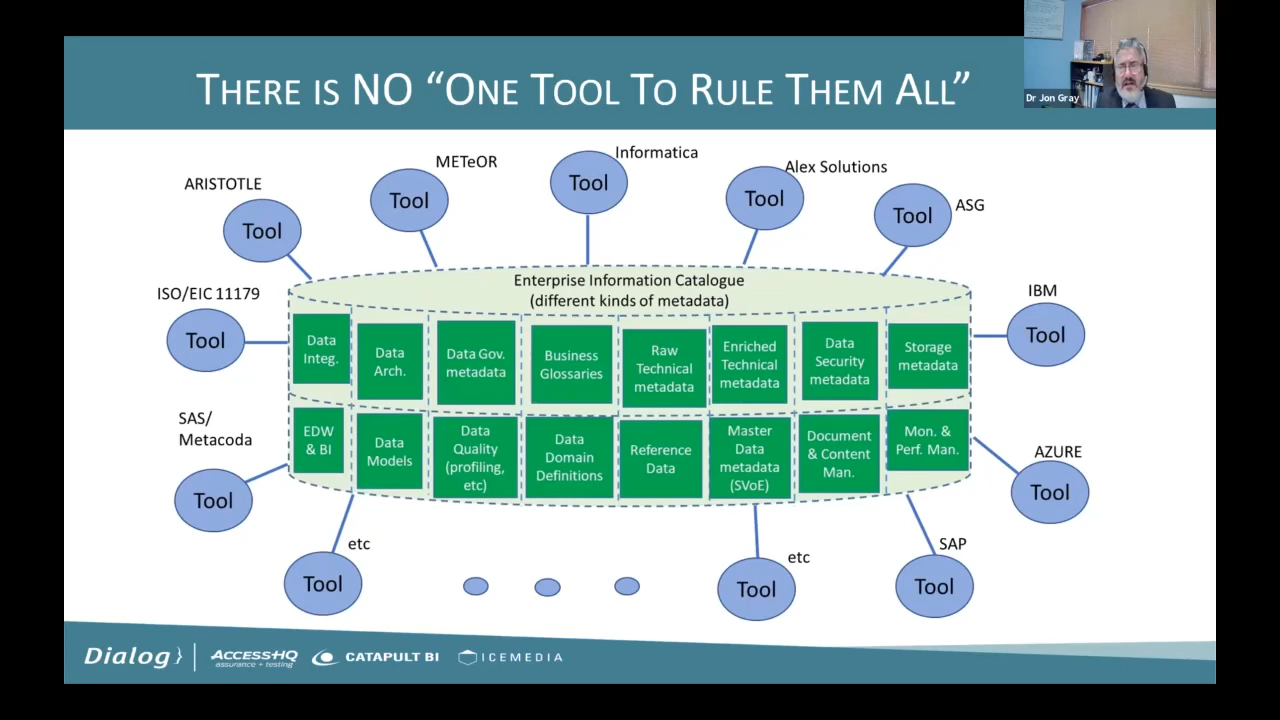 THERE IS NO “ONE TOOL TO RULE THEM ALL”
Dr Jon Gray
ARISTOTLE
Tool
METeOR
Tool
Informatica
Tool
Alex Solutions
Tool
ASG
Tool
ISO/EIC 11179
Tool
SAS/
Metacoda
Tool
Enterprise Information Catalogue
(different kinds of metadata)
Data
Integ.
Data
Arch.
Data Gov.
metadata
Business
Glossaries
Raw
Technical
metadata
Enriched
Technical
metadata
Data
Security
metadata
Storage
metadata
EDW
& BI
Data
Models
Data
Quality
(profiling,
etc)
Data
Domain
Definitions
Reference
Data
Master
Data
metadata
(SVoE)
Document
& Content
Man.
Mon. &
Perf. Man.
IBM
Tool
AZURE
Tool
etc
Tool
etc
Tool
SAP
Tool
Dialog
ACCESSHQ
assurance + testing
CATAPULT BI
ICEMEDIA